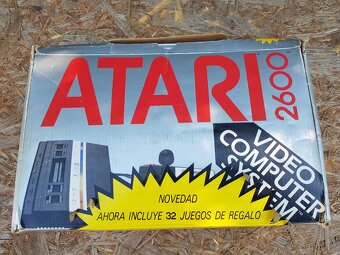 ATARI
2600
VIDEO
COMPUTER
SYSTEM
NOVEDAD
AHORA INCLUYE 32 JUEGOS DE REGALO